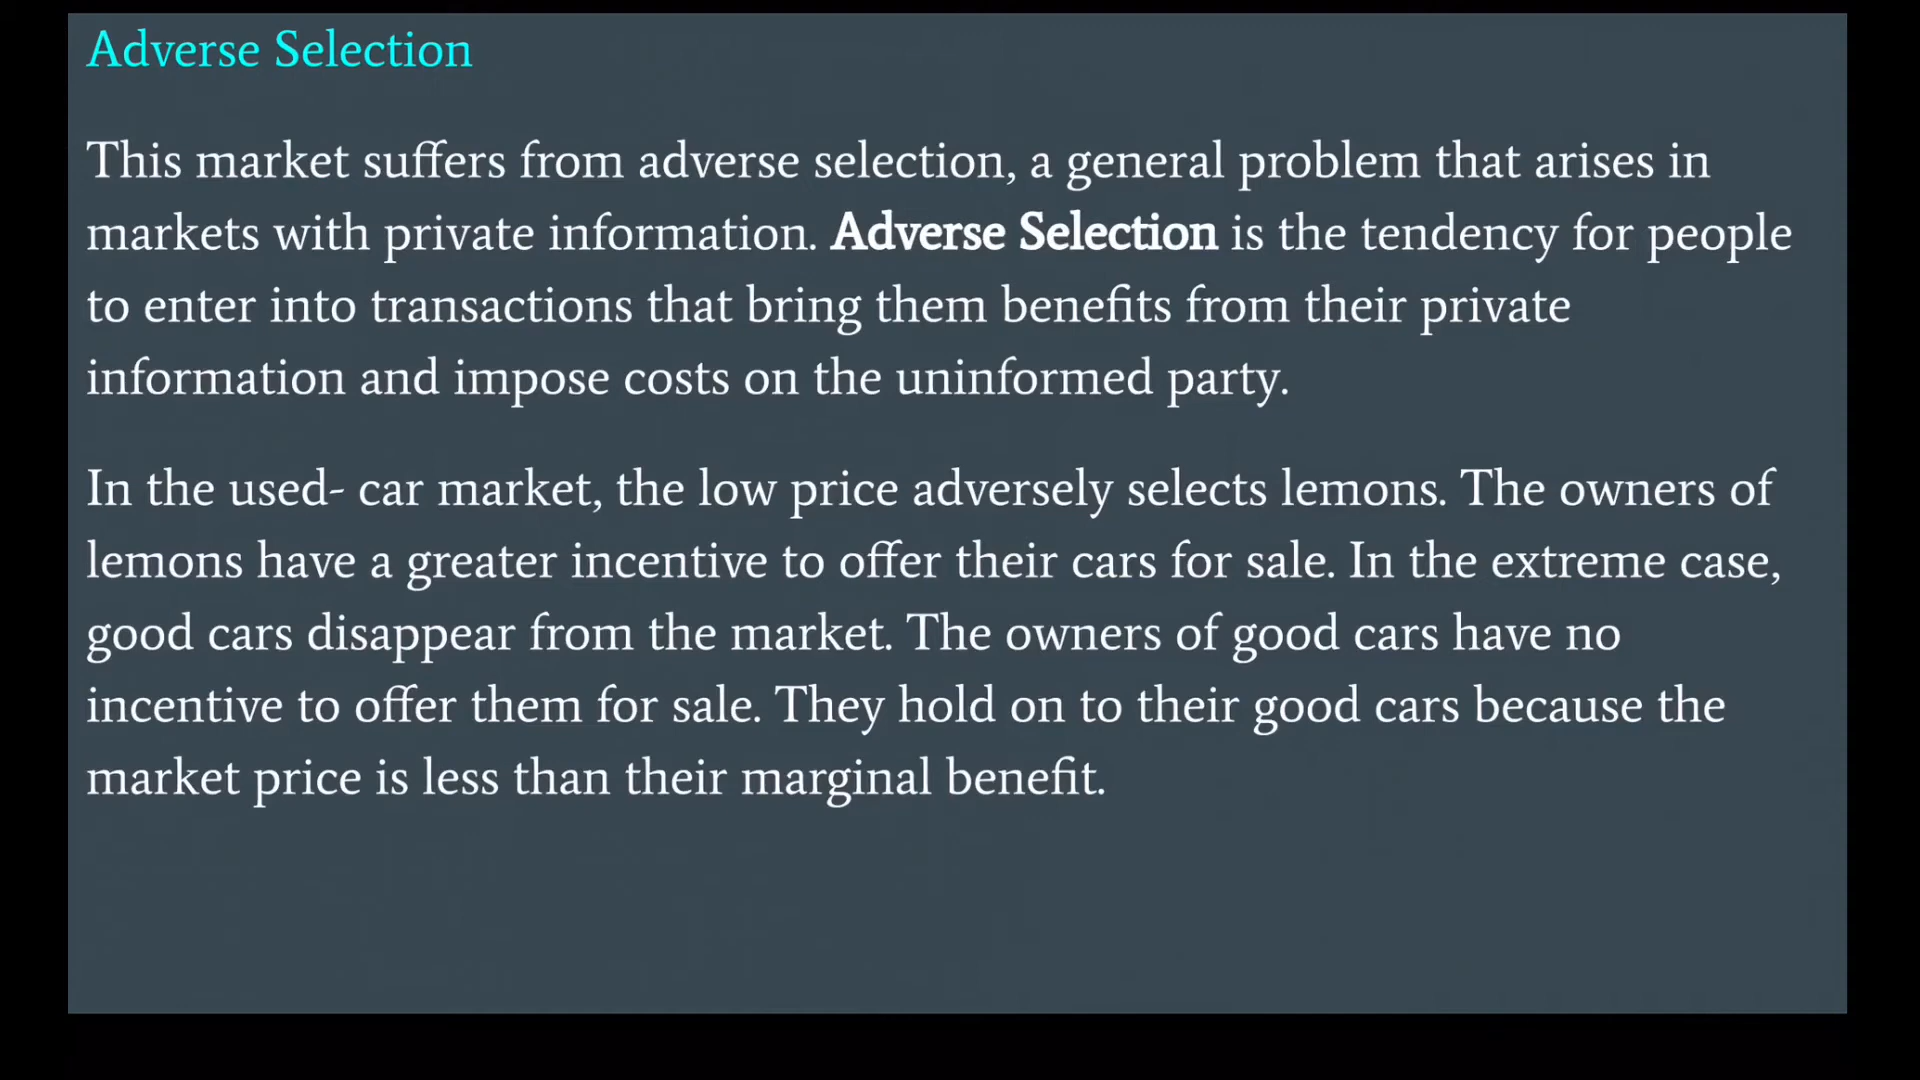 Adverse Selection
This market suffers from adverse selection, a general problem that arises in
markets with private information. Adverse Selection is the tendency for people
to enter into transactions that bring them benefits from their private
information and impose costs on the uninformed party.
In the used- car market, the low price adversely selects lemons. The owners of
lemons have a greater incentive to offer their cars for sale. In the extreme case,
good cars disappear from the market. The owners of good cars have no
incentive to offer them for sale. They hold on to their good cars because the
market price is less than their marginal benefit.